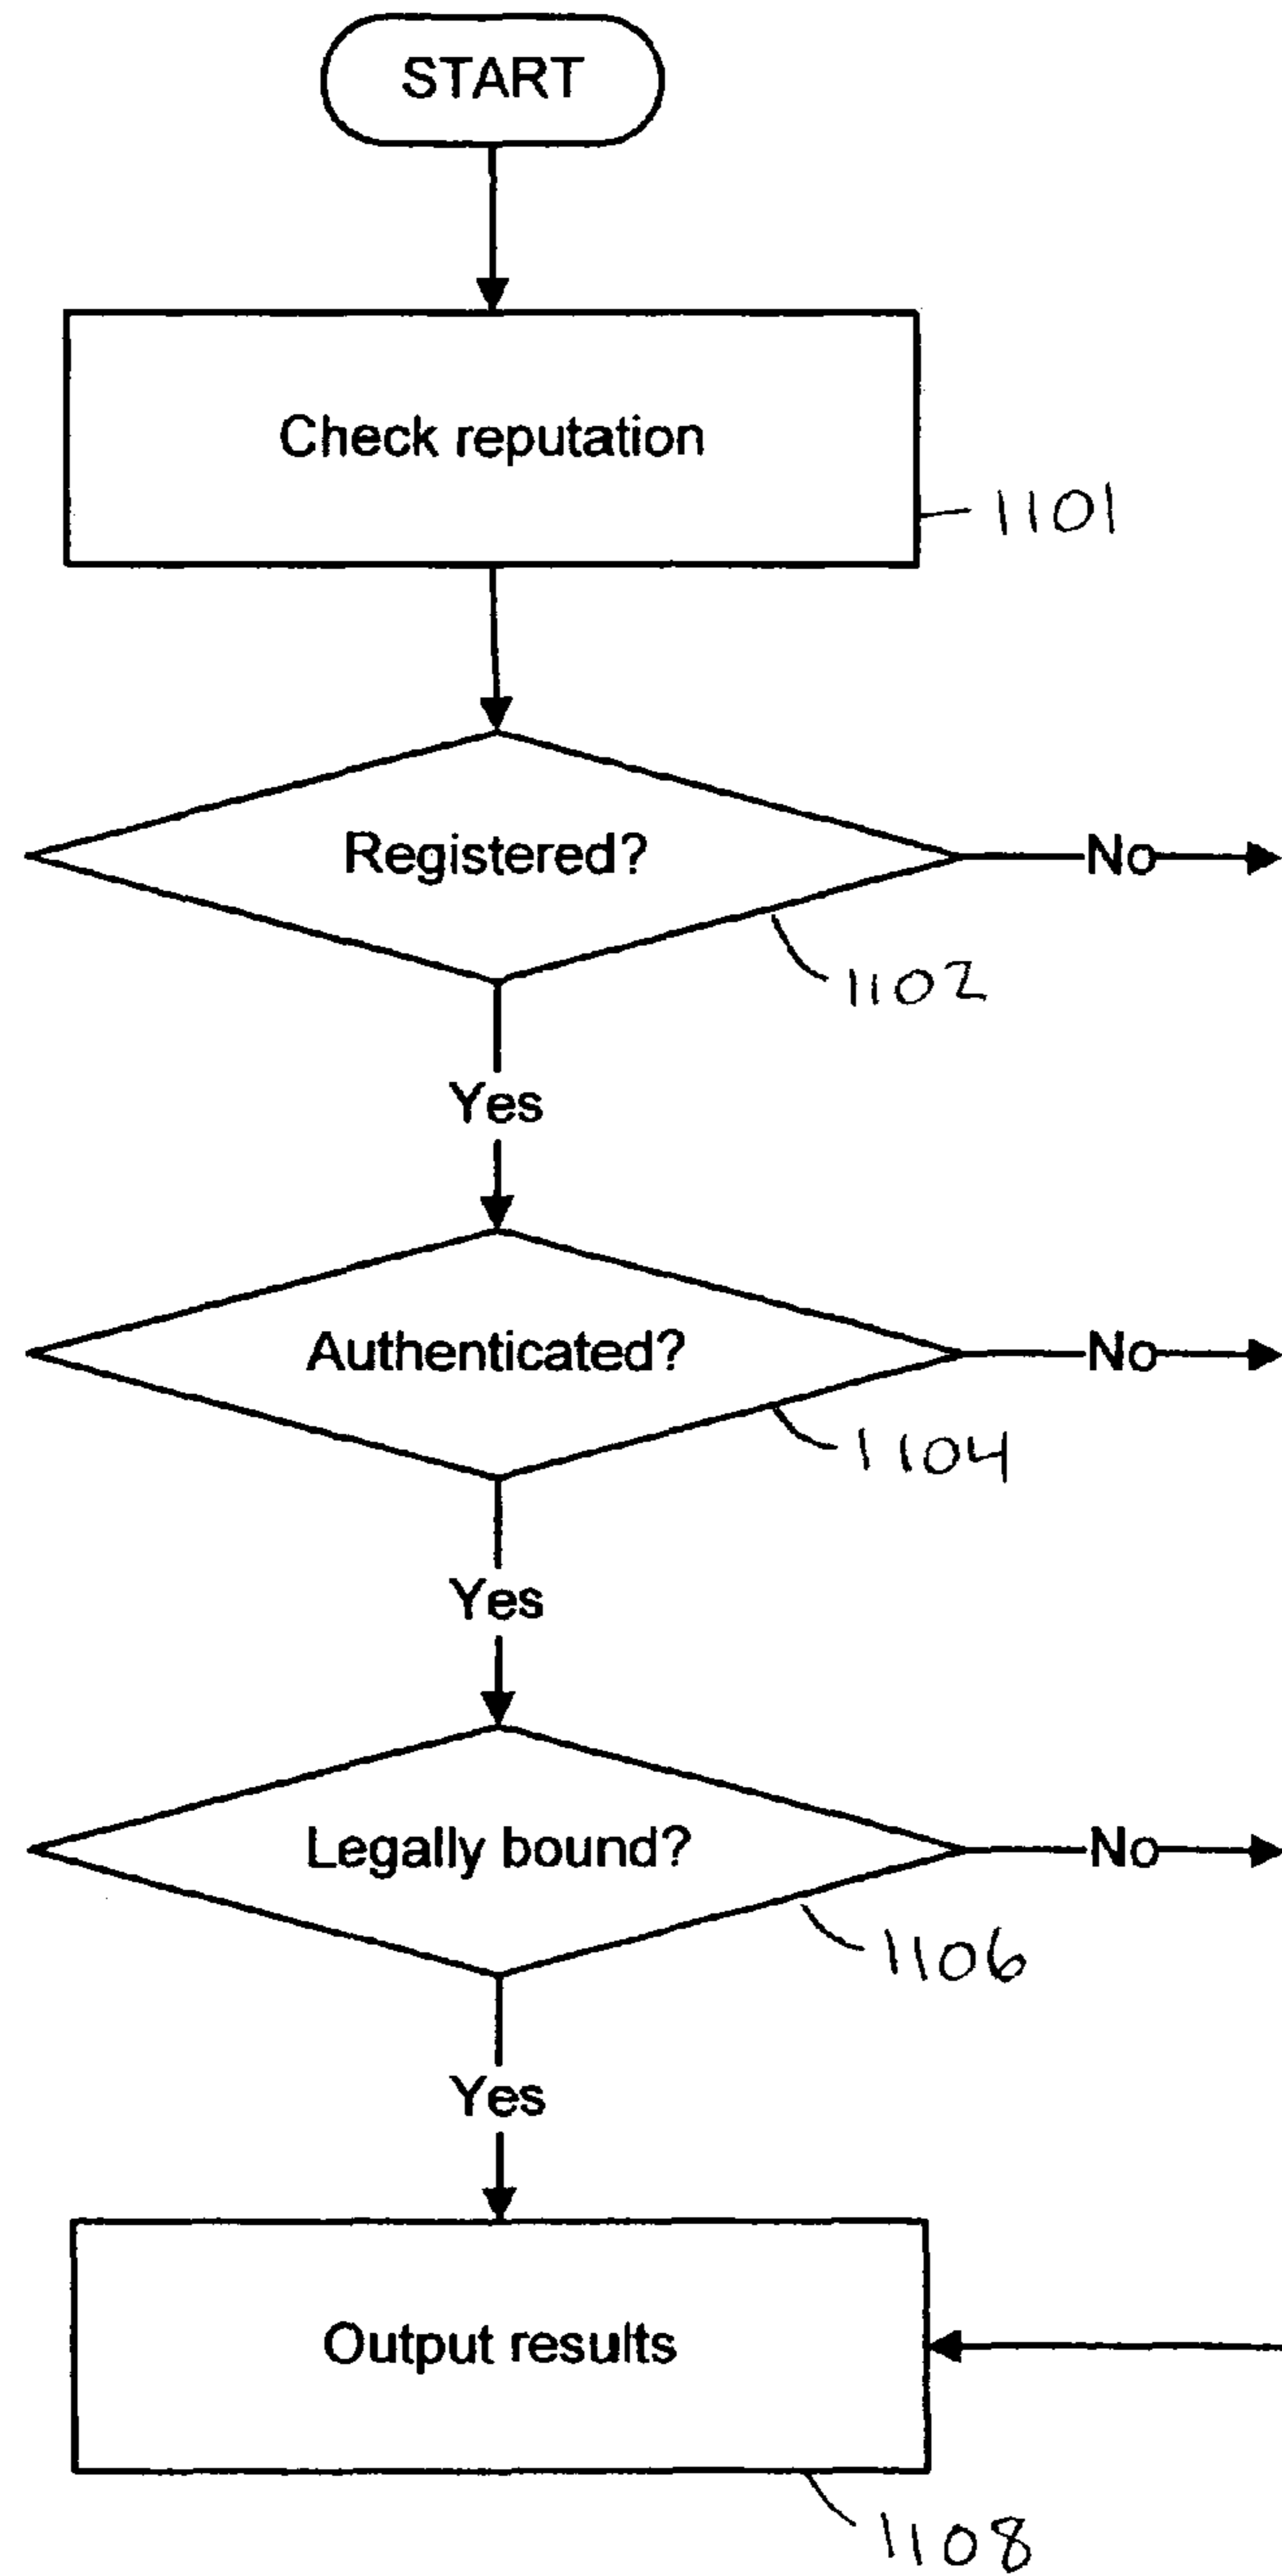 START
Check reputation
1101
Registered?
No
1102
Yes
Authenticated?
No
1104
Yes
Legally bound?
No
1106
Yes
Output results
1108